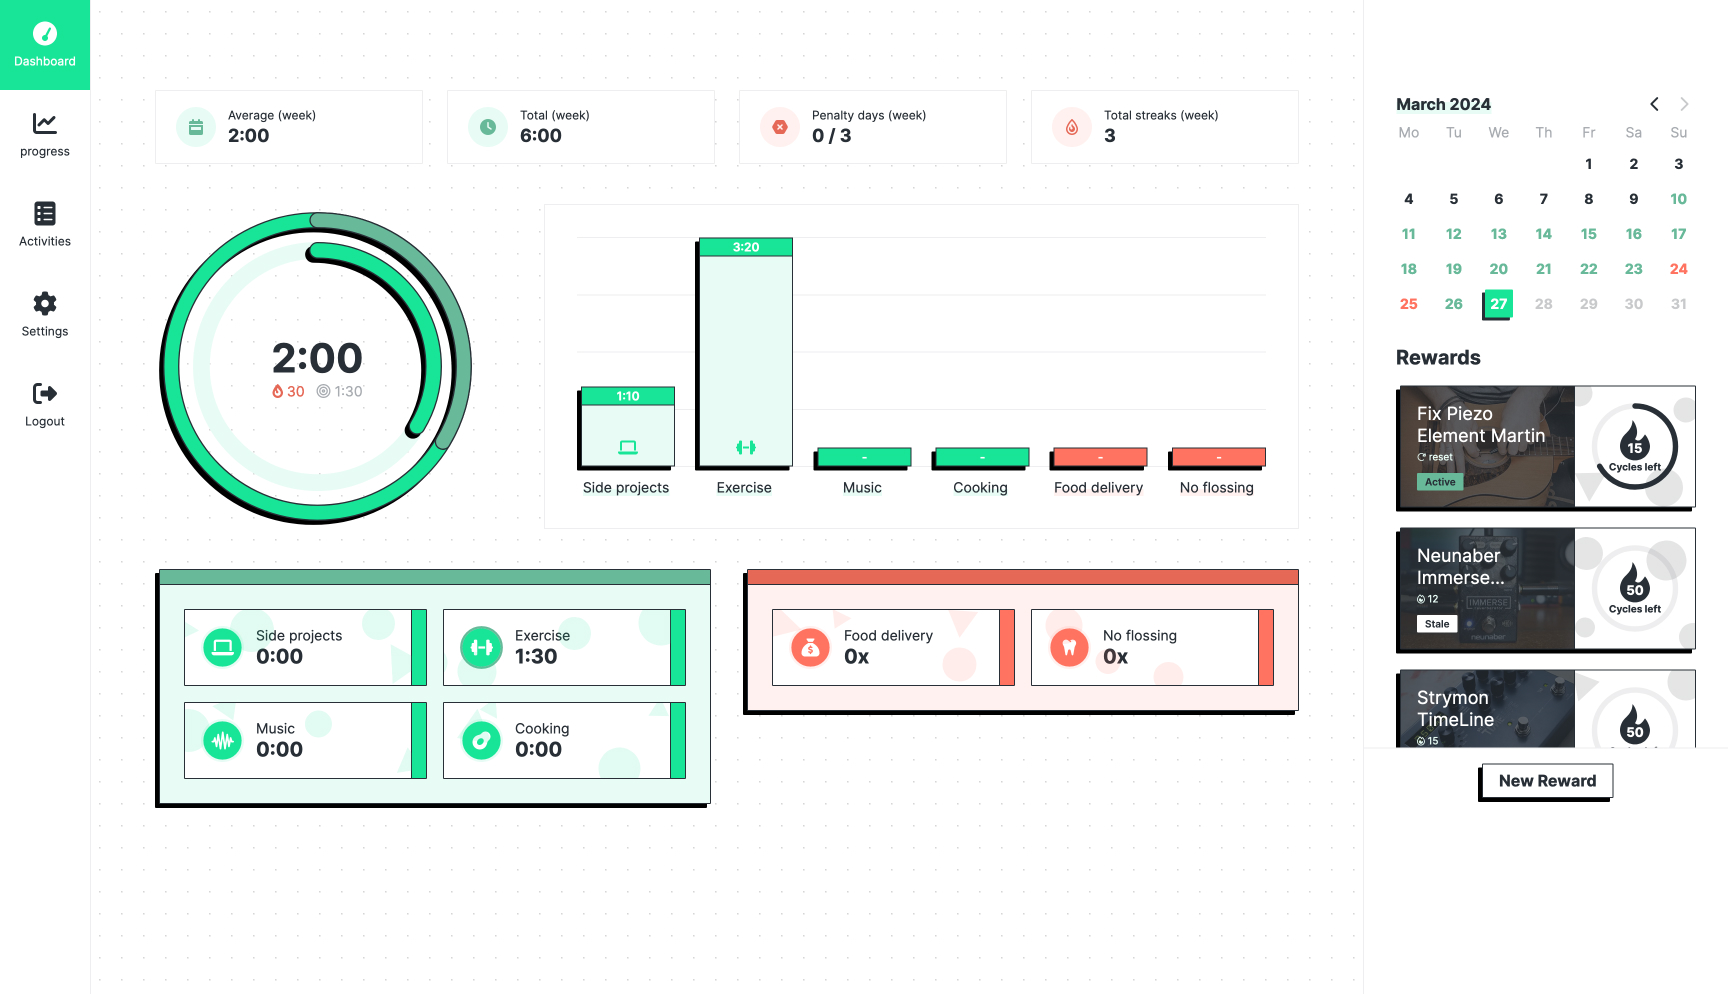 Dashboard
progress
Activities
Settings
Logout
Average (week)
2:00
Total (week)
6:00
Penalty days (week)
0 / 3
Total streaks (week)
3
2:00
30 1:30
3:20
1:10
-
-
-
-
Side projects
Exercise
Music
Cooking
Food delivery
No flossing
Side projects
0:00
Exercise
1:30
Music
0:00
Cooking
0:00
Food delivery
0x
No flossing
0x
March 2024
Mo Tu We Th Fr Sa Su
1 2 3
4 5 6 7 8 9 10
11 12 13 14 15 16 17
18 19 20 21 22 23 24
25 26 27 28 29 30 31
Rewards
Fix Piezo
Element Martin
reset
Active
15
Cycles left
Neunaber
Immerse...
12
Stale
IMMERSE
neunaber
50
Cycles left
Strymon
TimeLine
15
50
New Reward